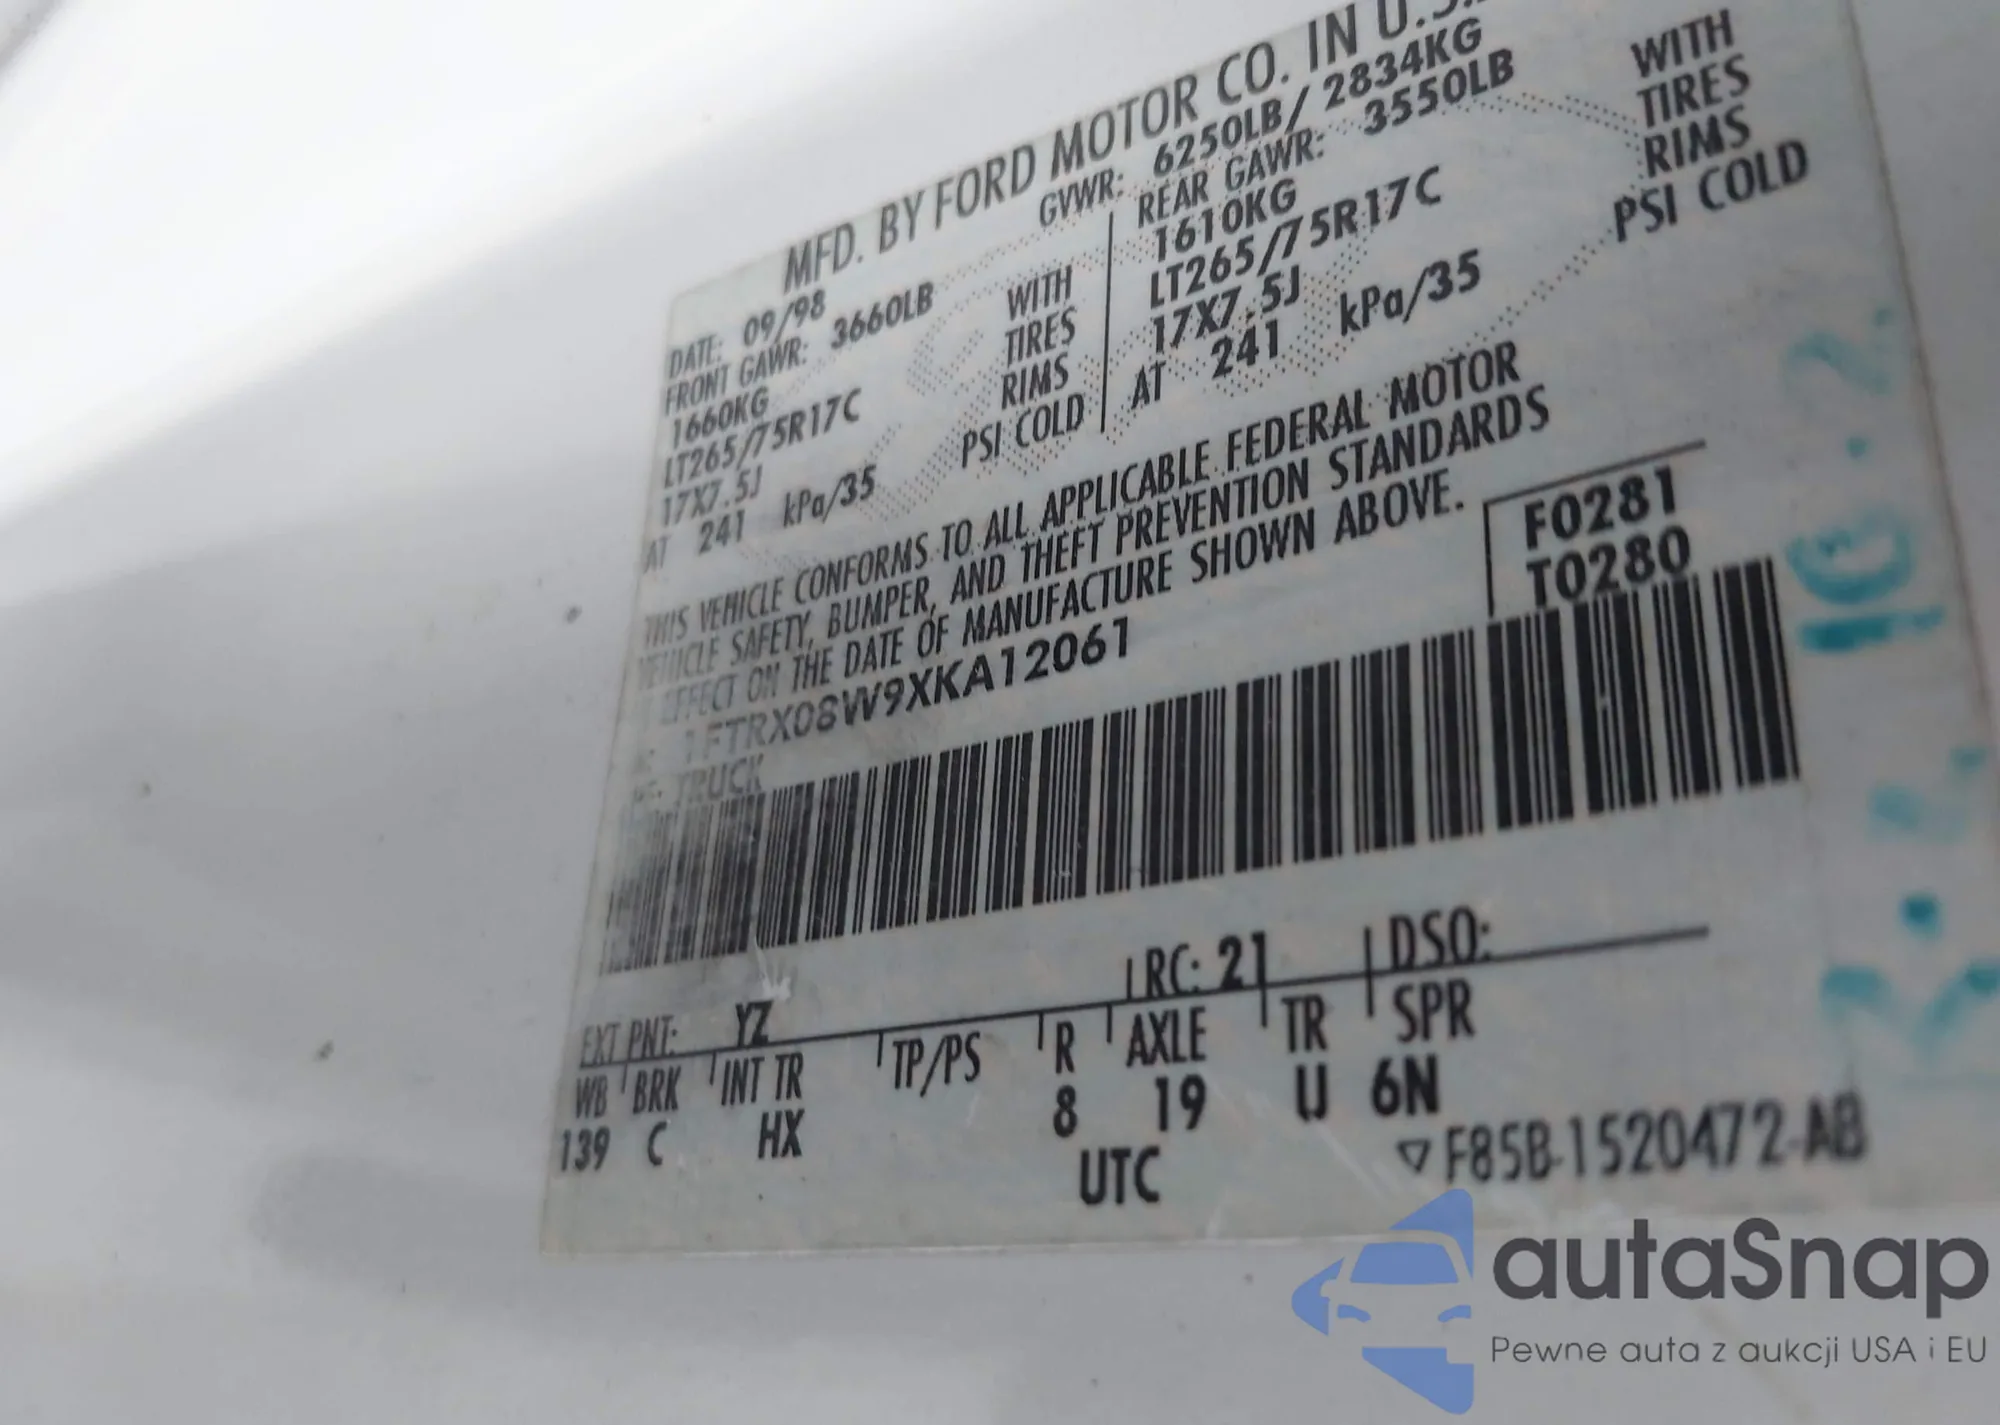 MFD. BY FORD MOTOR CO. IN U.S.
DATE: 09/98 GVWR: 6250LB/ 2834KG
FRONT GAWR: 3660LB REAR GAWR: 3550LB
1660KG WITH 1610KG WITH
LT265/75R17C TIRES LT265/75R17C TIRES
17X7.5J RIMS 17X7.5J RIMS
AT 241 kPa/35 PSI COLD AT 241 kPa/35 PSI COLD
THIS VEHICLE CONFORMS TO ALL APPLICABLE FEDERAL MOTOR
VEHICLE SAFETY, BUMPER, AND THEFT PREVENTION STANDARDS
EFFECT ON THE DATE OF MANUFACTURE SHOWN ABOVE.
1FTRX08W9XKA12061 F0281
TRUCK T0280
EXT PNT: YZ RC: 21 DSO:
WB BRK INT TR TP/PS R AXLE TR SPR
139 C HX 8 19 U 6N
UTC F85B-1520472-AB
autaSnap
Pewne auta z aukcji USA i EU